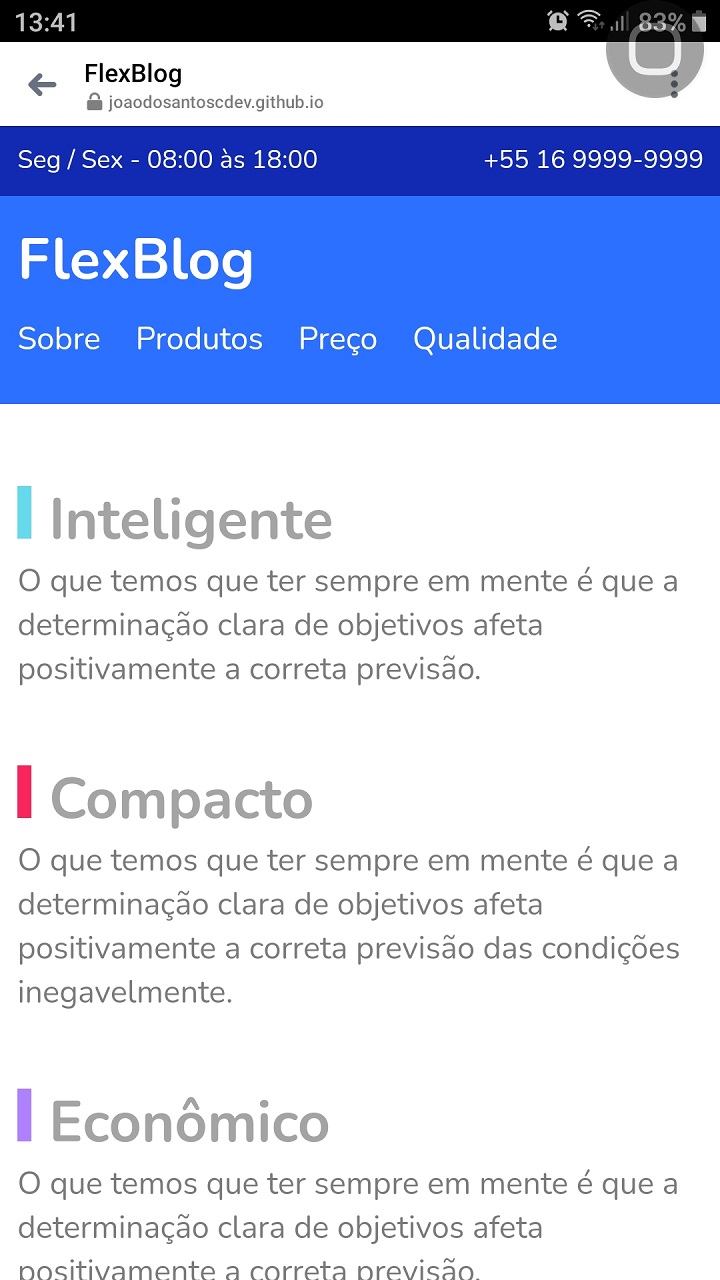 13:41 83%
FlexBlog
joaodosantoscdev.github.io
Seg / Sex - 08:00 às 18:00 +55 16 9999-9999
FlexBlog
Sobre Produtos Preço Qualidade
Inteligente
O que temos que ter sempre em mente é que a
determinação clara de objetivos afeta
positivamente a correta previsão.
Compacto
O que temos que ter sempre em mente é que a
determinação clara de objetivos afeta
positivamente a correta previsão das condições
inegavelmente.
Econômico
O que temos que ter sempre em mente é que a
determinação clara de objetivos afeta
positivamente a correta previsão.